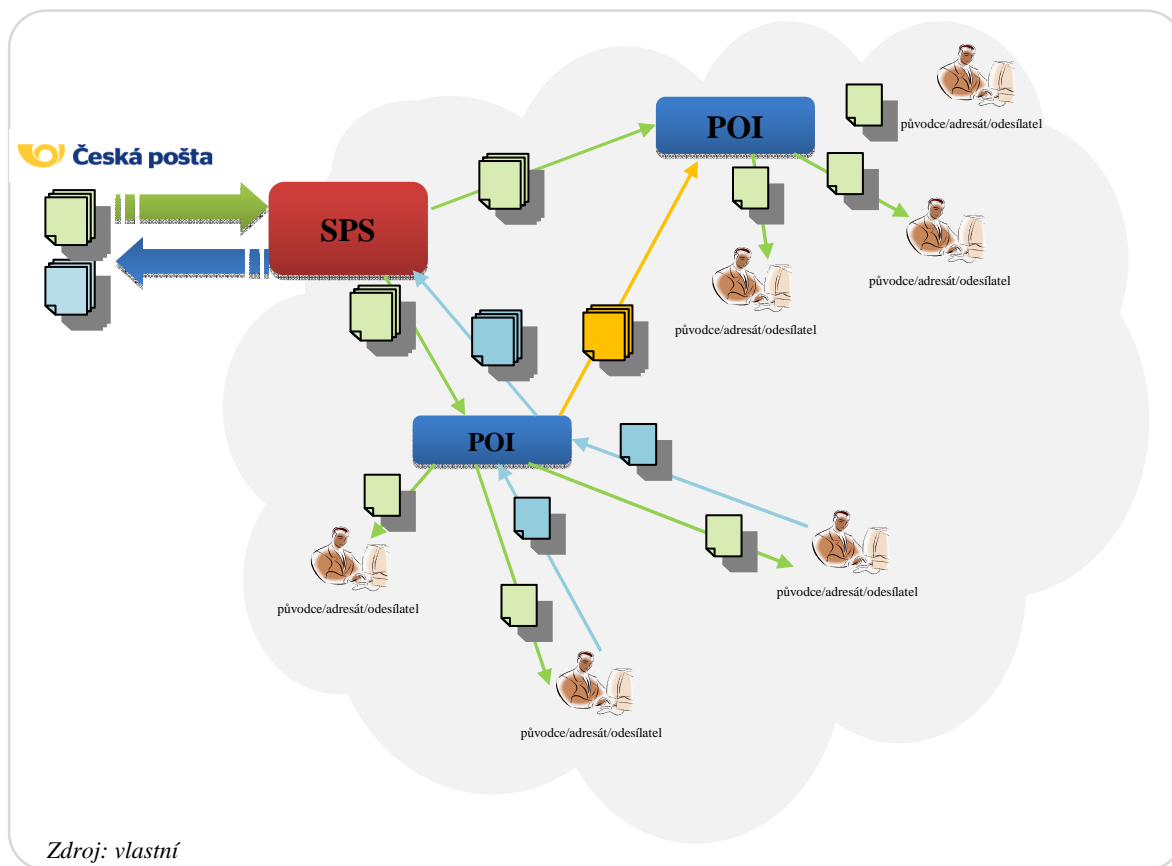 POI
původce/adresát/odesílatel
Česká pošta
SPS
původce/adresát/odesílatel
původce/adresát/odesílatel
POI
původce/adresát/odesílatel
původce/adresát/odesílatel
původce/adresát/odesílatel
Zdroj: vlastní